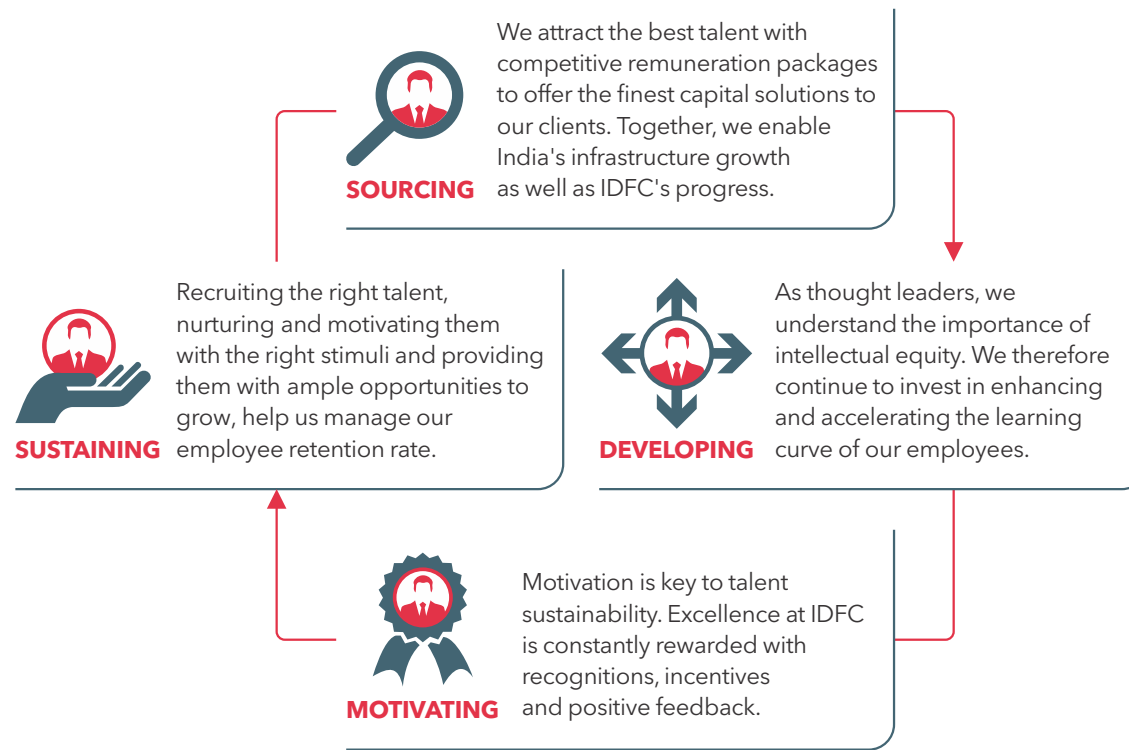 We attract the best talent with
competitive remuneration packages
to offer the finest capital solutions to
our clients. Together, we enable
India's infrastructure growth
as well as IDFC's progress.
SOURCING
Recruiting the right talent,
nurturing and motivating them
with the right stimuli and providing
them with ample opportunities to
grow, help us manage our
employee retention rate.
SUSTAINING
As thought leaders, we
understand the importance of
intellectual equity. We therefore
continue to invest in enhancing
and accelerating the learning
curve of our employees.
DEVELOPING
Motivation is key to talent
sustainability. Excellence at IDFC
is constantly rewarded with
recognitions, incentives
and positive feedback.
MOTIVATING